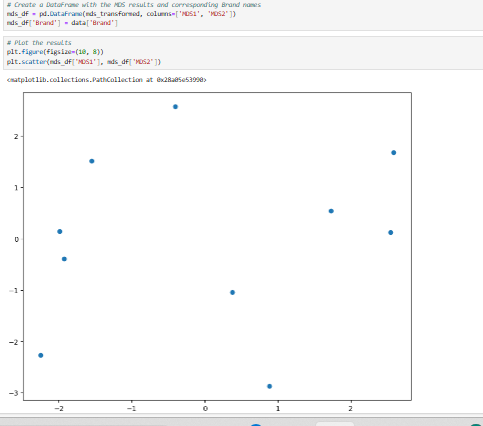 # Create a DataFrame with the MDS results and corresponding Brand names
mds_df = pd.DataFrame(mds_transformed, columns=['MDS1', 'MDS2'])
mds_df['Brand'] = data['Brand']
# Plot the results
plt.figure(figsize=(10, 8))
plt.scatter(mds_df['MDS1'], mds_df['MDS2'])
<matplotlib.collections.PathCollection at 0x28a05e53990>
2
1
0
−1
−2
−3
−2 −1 0 1 2